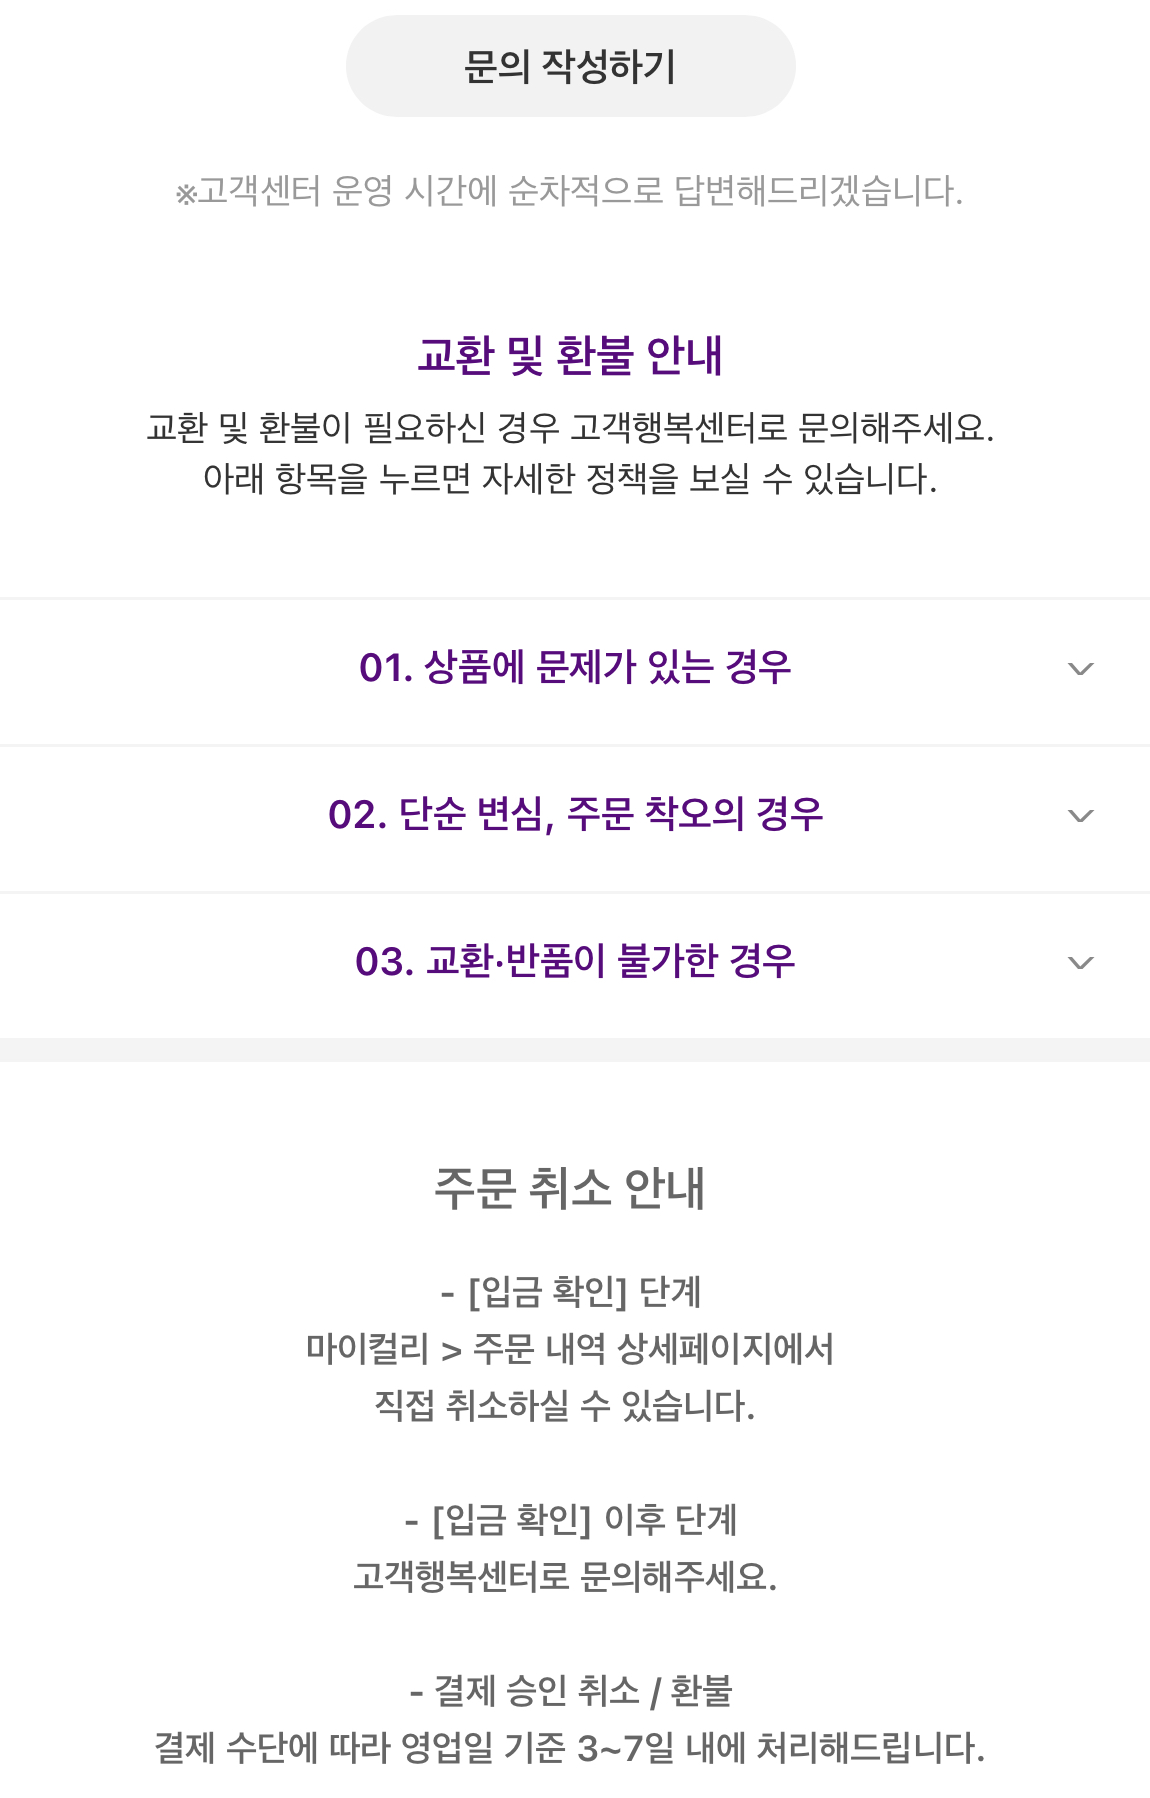 문의 작성하기
※고객센터 운영 시간에 순차적으로 답변해드리겠습니다.
교환 및 환불 안내
교환 및 환불이 필요하신 경우 고객행복센터로 문의해주세요.
아래 항목을 누르면 자세한 정책을 보실 수 있습니다.
01. 상품에 문제가 있는 경우
02. 단순 변심, 주문 착오의 경우
03. 교환·반품이 불가한 경우
주문 취소 안내
- [입금 확인] 단계
마이컬리 > 주문 내역 상세페이지에서
직접 취소하실 수 있습니다.
- [입금 확인] 이후 단계
고객행복센터로 문의해주세요.
- 결제 승인 취소 / 환불
결제 수단에 따라 영업일 기준 3~7일 내에 처리해드립니다.